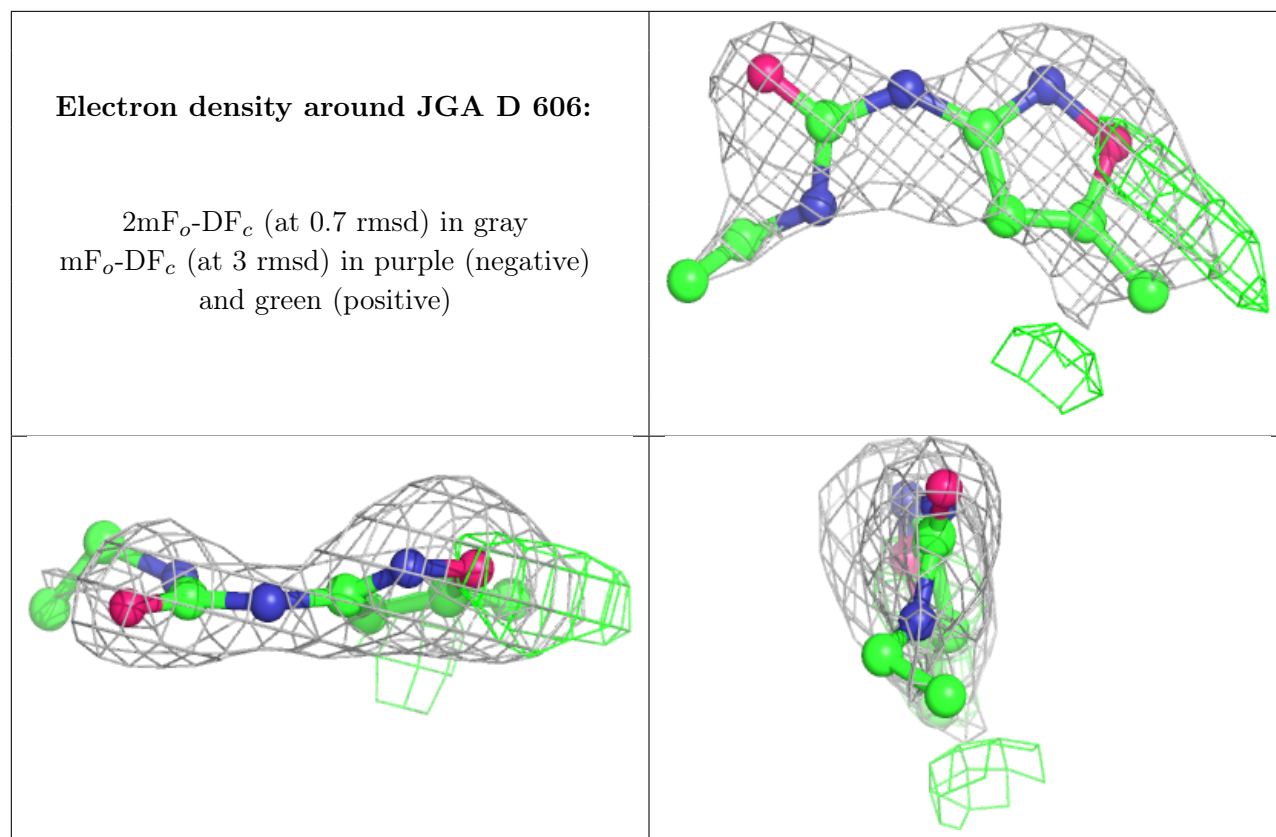 Electron density around JGA D 606:
2mFo-DFc (at 0.7 rmsd) in gray
mFo-DFc (at 3 rmsd) in purple (negative)
and green (positive)